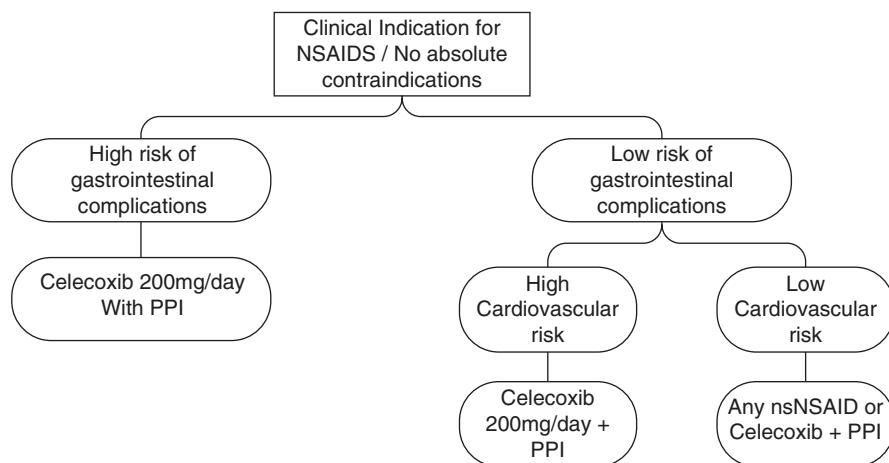 Clinical Indication for
NSAIDS / No absolute
contraindications
High risk of
gastrointestinal
complications
Low risk of
gastrointestinal
complications
Celecoxib 200mg/day
With PPI
High
Cardiovascular
risk
Low
Cardiovascular
risk
Celecoxib
200mg/day +
PPI
Any nsNSAID or
Celecoxib + PPI